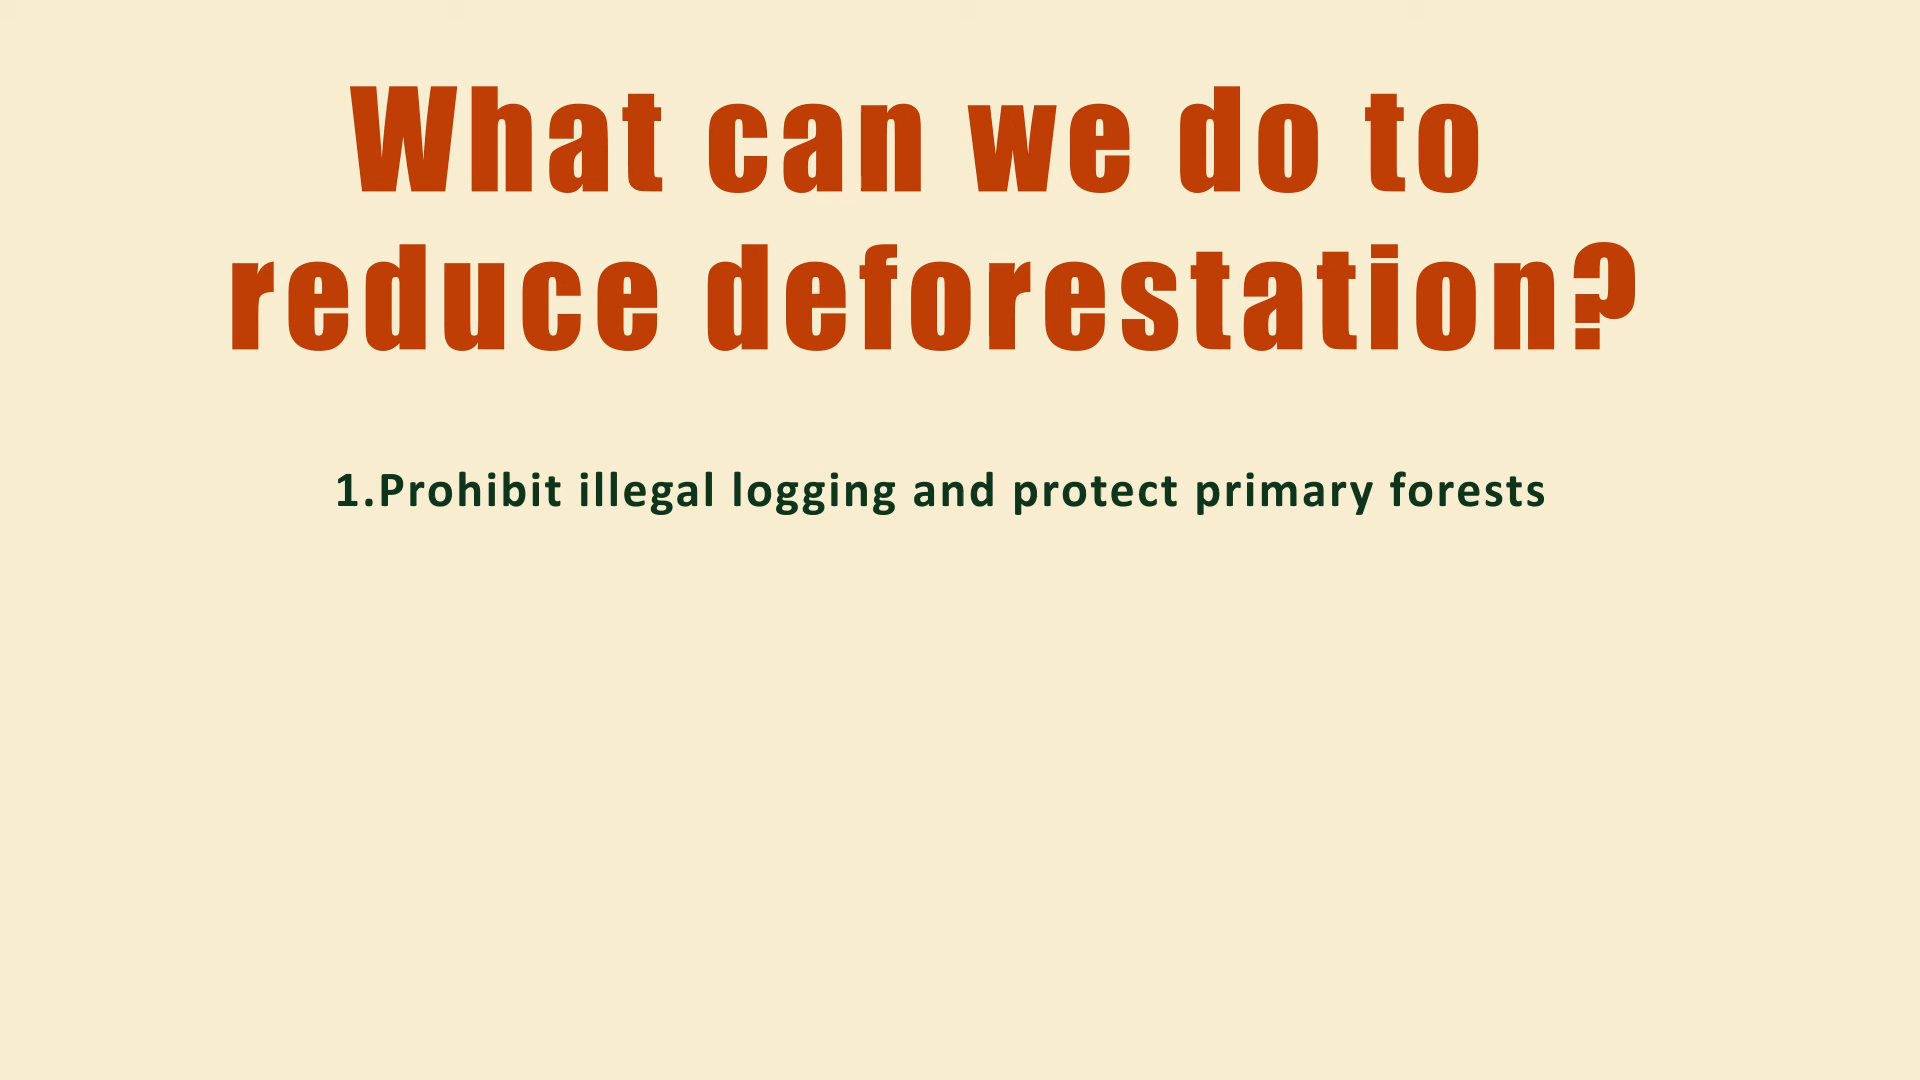 What can we do to
reduce deforestation?
1.Prohibit illegal logging and protect primary forests